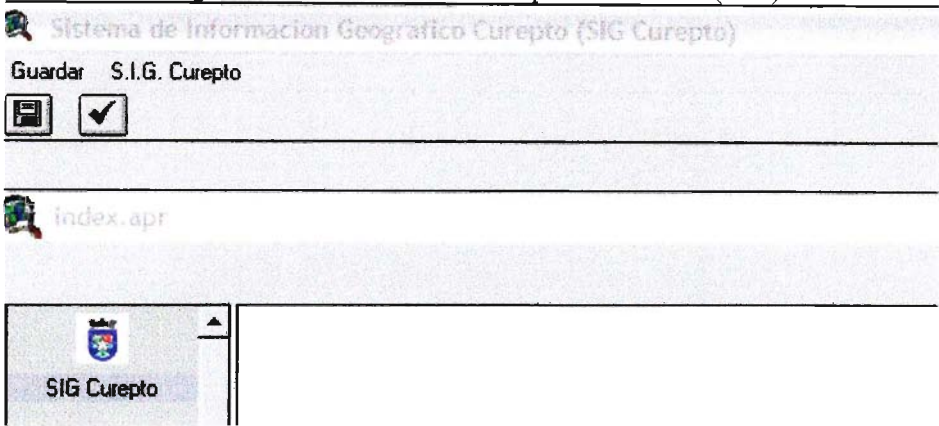 Sistema de Informacion Geografico Curepto (SIG Curepto)
Guardar S.I.G. Curepto
index.apr
SIG Curepto